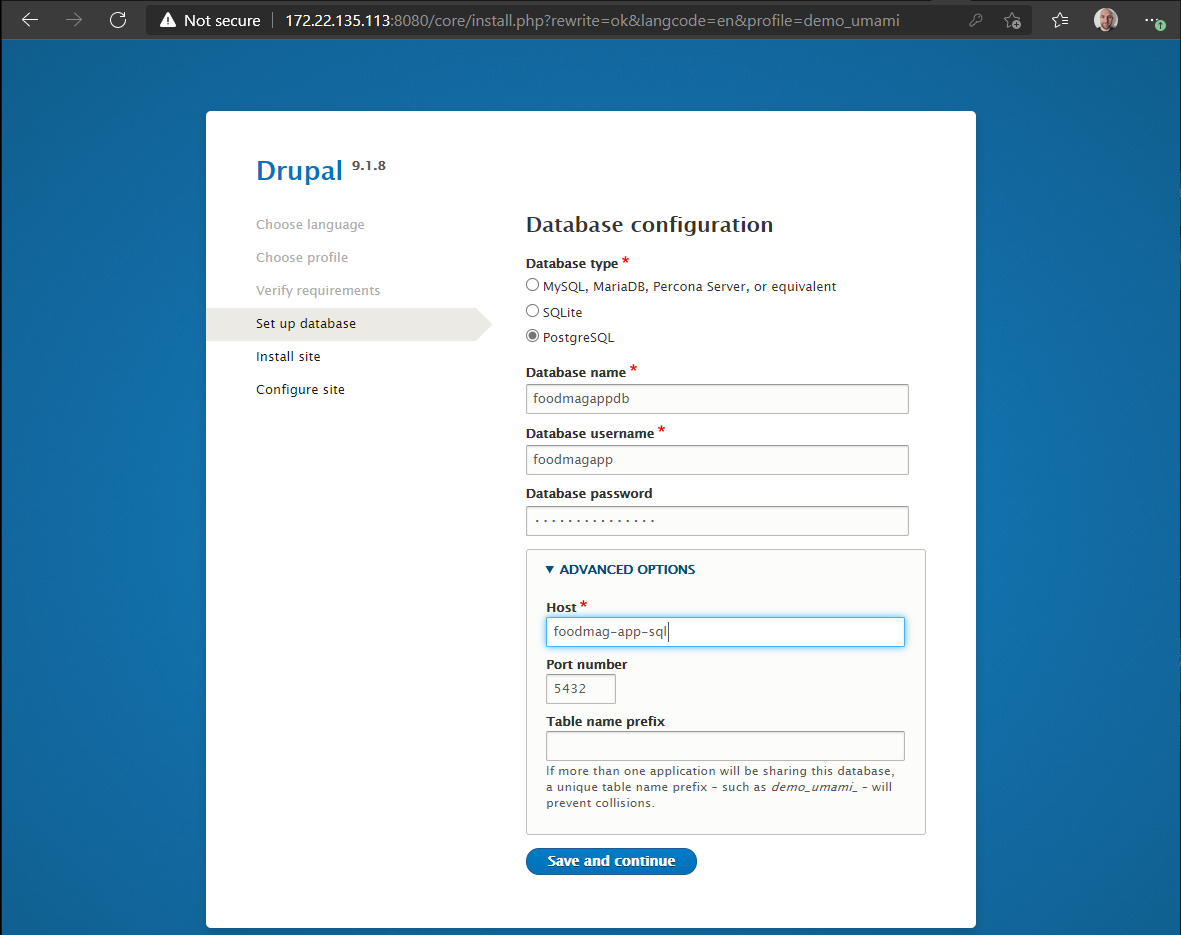 Not secure 172.22.135.113:8080/core/install.php?rewrite=ok&langcode=en&profile=demo_umami
Drupal 9.1.8
Choose language
Choose profile
Verify requirements
Set up database
Install site
Configure site
Database configuration
Database type *
MySQL, MariaDB, Percona Server, or equivalent
SQLite
PostgreSQL
Database name *
foodmagappdb
Database username *
foodmagapp
Database password
···············
▼ ADVANCED OPTIONS
Host *
foodmag-app-sql
Port number
5432
Table name prefix
If more than one application will be sharing this database,
a unique table name prefix – such as demo_umami_ – will
prevent collisions.
Save and continue